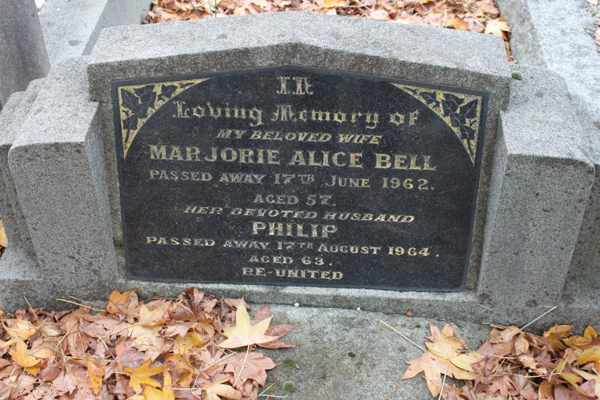 In
Loving Memory of
MY BELOVED WIFE
MARJORIE ALICE BELL
PASSED AWAY 17TH JUNE 1962.
AGED 57.
HER DEVOTED HUSBAND
PHILIP
PASSED AWAY 17TH AUGUST 1964.
AGED 63.
RE-UNITED